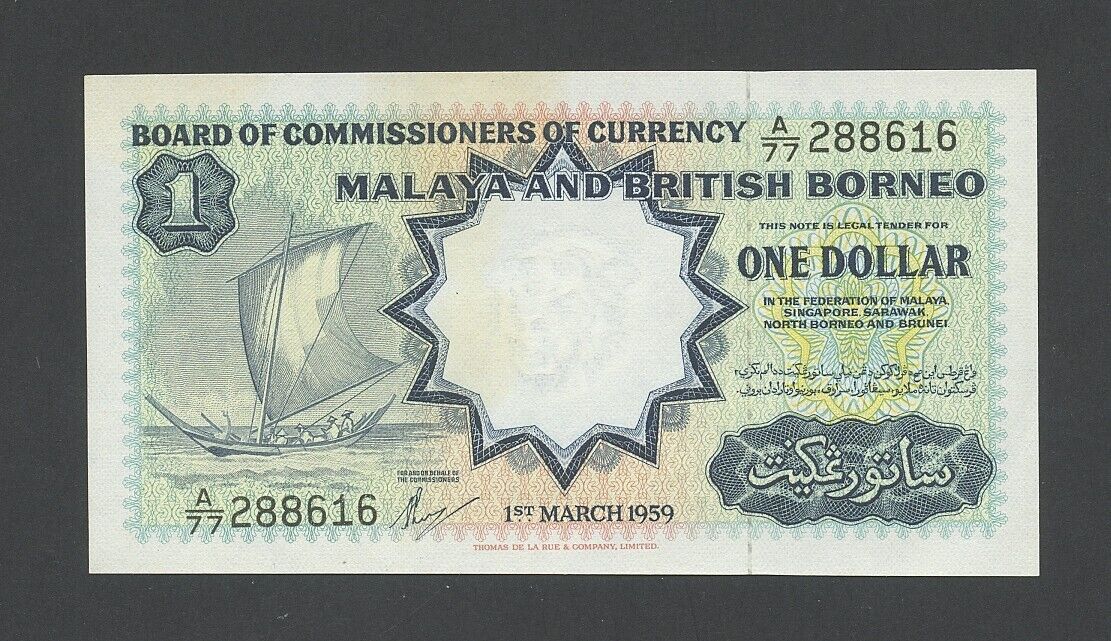 BOARD OF COMMISSIONERS OF CURRENCY
A/77 288616
1
MALAYA AND BRITISH BORNEO
THIS NOTE IS LEGAL TENDER FOR
ONE DOLLAR
IN THE FEDERATION OF MALAYA,
SINGAPORE, SARAWAK,
NORTH BORNEO AND BRUNEI.
ساتو رڠݢيت
FOR AND ON BEHALF OF
THE COMMISSIONERS
A/77 288616
1ST MARCH 1959
THOMAS DE LA RUE & COMPANY, LIMITED.